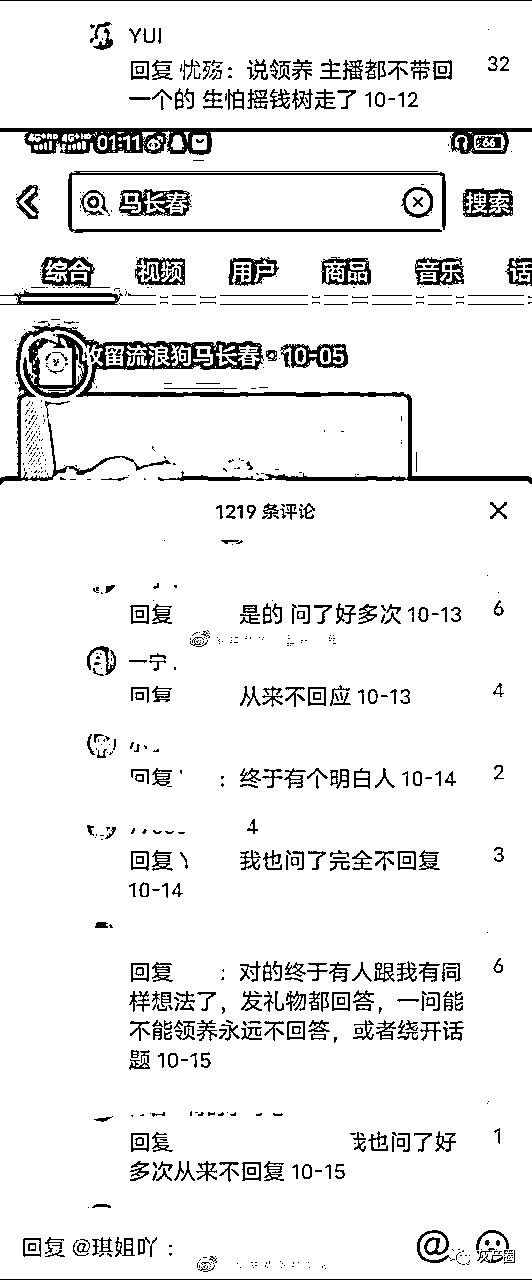 YUI
回复 忧殇：说领养 主播都不带回 32
一个的 生怕摇钱树走了 10-12
4G+HD 4G+HD 01:11 66
马长春 搜索
综合 视频 用户 商品 音乐 话
收留流浪狗马长春 10-05
1219 条评论
回复 是的 问了好多次 10-13 6
一宁
回复 从来不回应 10-13 4
回复 ：终于有个明白人 10-14 2
4
回复 我也问了完全不回复 3
10-14
回复 ：对的终于有人跟我有同 6
样想法了，发礼物都回答，一问能
不能领养永远不回答，或者绕开话
题 10-15
回复 我也问了好 1
多次从来不回复 10-15
回复 @琪姐吖：
@
灰产圈